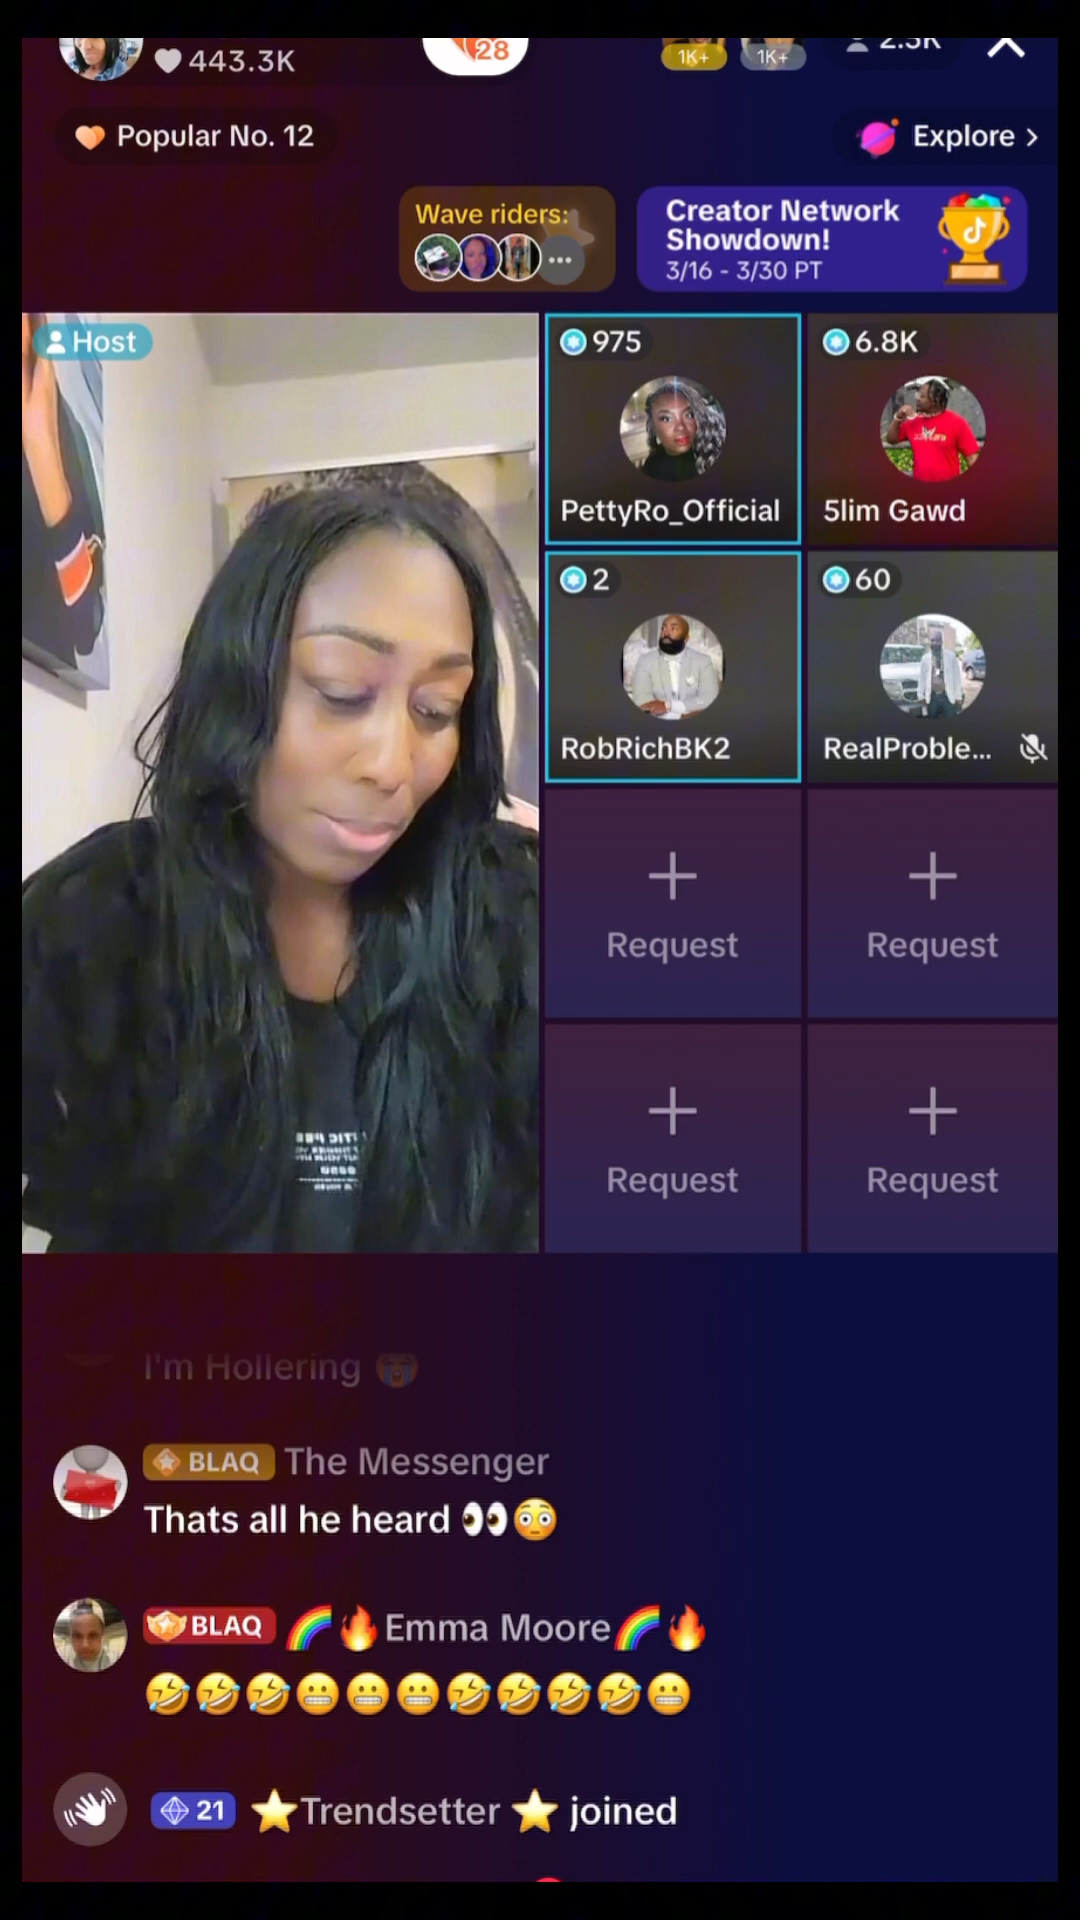 443.3K
28
1K+
1K+
2.3K
Popular No. 12
Explore >
Wave riders:
Creator Network
Showdown!
3/16 - 3/30 PT
Host
975
6.8K
PettyRo_Official
5lim Gawd
2
60
RobRichBK2
RealProble...
Request
Request
Request
Request
I'm Hollering 😭
BLAQ The Messenger
Thats all he heard 👀😳
BLAQ 🌈🔥Emma Moore🌈🔥
🤣🤣🤣😬😬😬🤣🤣🤣🤣😬
21 ⭐Trendsetter ⭐ joined